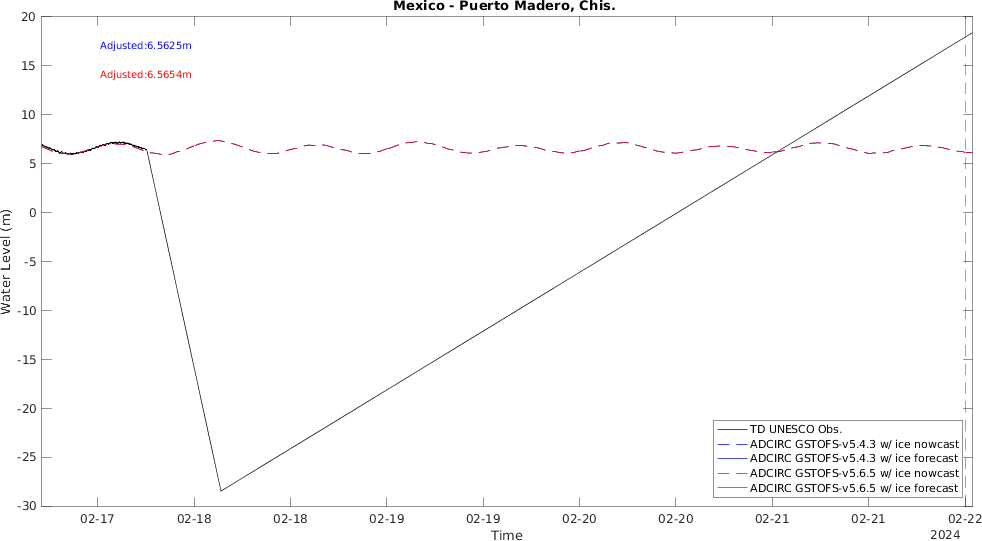 Mexico - Puerto Madero, Chis.
Adjusted:6.5625m
Adjusted:6.5654m
20
15
10
5
0
-5
-10
-15
-20
-25
-30
Water Level (m)
TD UNESCO Obs.
ADCIRC GSTOFS-v5.4.3 w/ ice nowcast
ADCIRC GSTOFS-v5.4.3 w/ ice forecast
ADCIRC GSTOFS-v5.6.5 w/ ice nowcast
ADCIRC GSTOFS-v5.6.5 w/ ice forecast
02-17 02-18 02-18 02-19 02-19 02-20 02-20 02-21 02-21 02-22
Time
2024